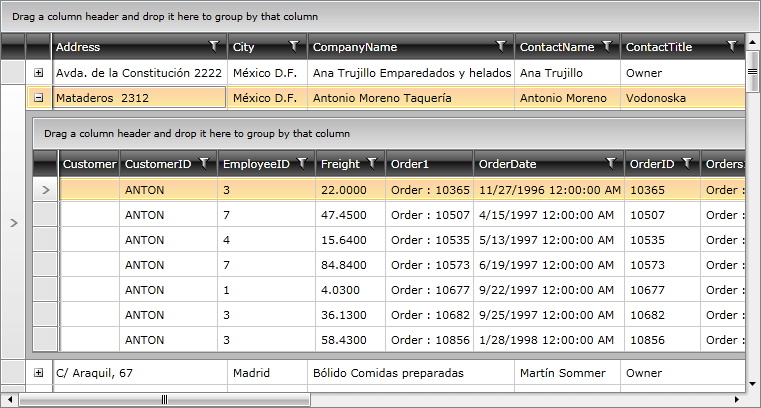 Drag a column header and drop it here to group by that column
Address City CompanyName ContactName ContactTitle
Avda. de la Constitución 2222 México D.F. Ana Trujillo Emparedados y helados Ana Trujillo Owner
Mataderos 2312 México D.F. Antonio Moreno Taquería Antonio Moreno Vodonoska
Drag a column header and drop it here to group by that column
Customer CustomerID EmployeeID Freight Order1 OrderDate OrderID Orders
ANTON 3 22.0000 Order : 10365 11/27/1996 12:00:00 AM 10365 Order :
ANTON 7 47.4500 Order : 10507 4/15/1997 12:00:00 AM 10507 Order :
ANTON 4 15.6400 Order : 10535 5/13/1997 12:00:00 AM 10535 Order :
ANTON 7 84.8400 Order : 10573 6/19/1997 12:00:00 AM 10573 Order :
ANTON 1 4.0300 Order : 10677 9/22/1997 12:00:00 AM 10677 Order :
ANTON 3 36.1300 Order : 10682 9/25/1997 12:00:00 AM 10682 Order :
ANTON 3 58.4300 Order : 10856 1/28/1998 12:00:00 AM 10856 Order :
C/ Araquil, 67 Madrid Bólido Comidas preparadas Martín Sommer Owner